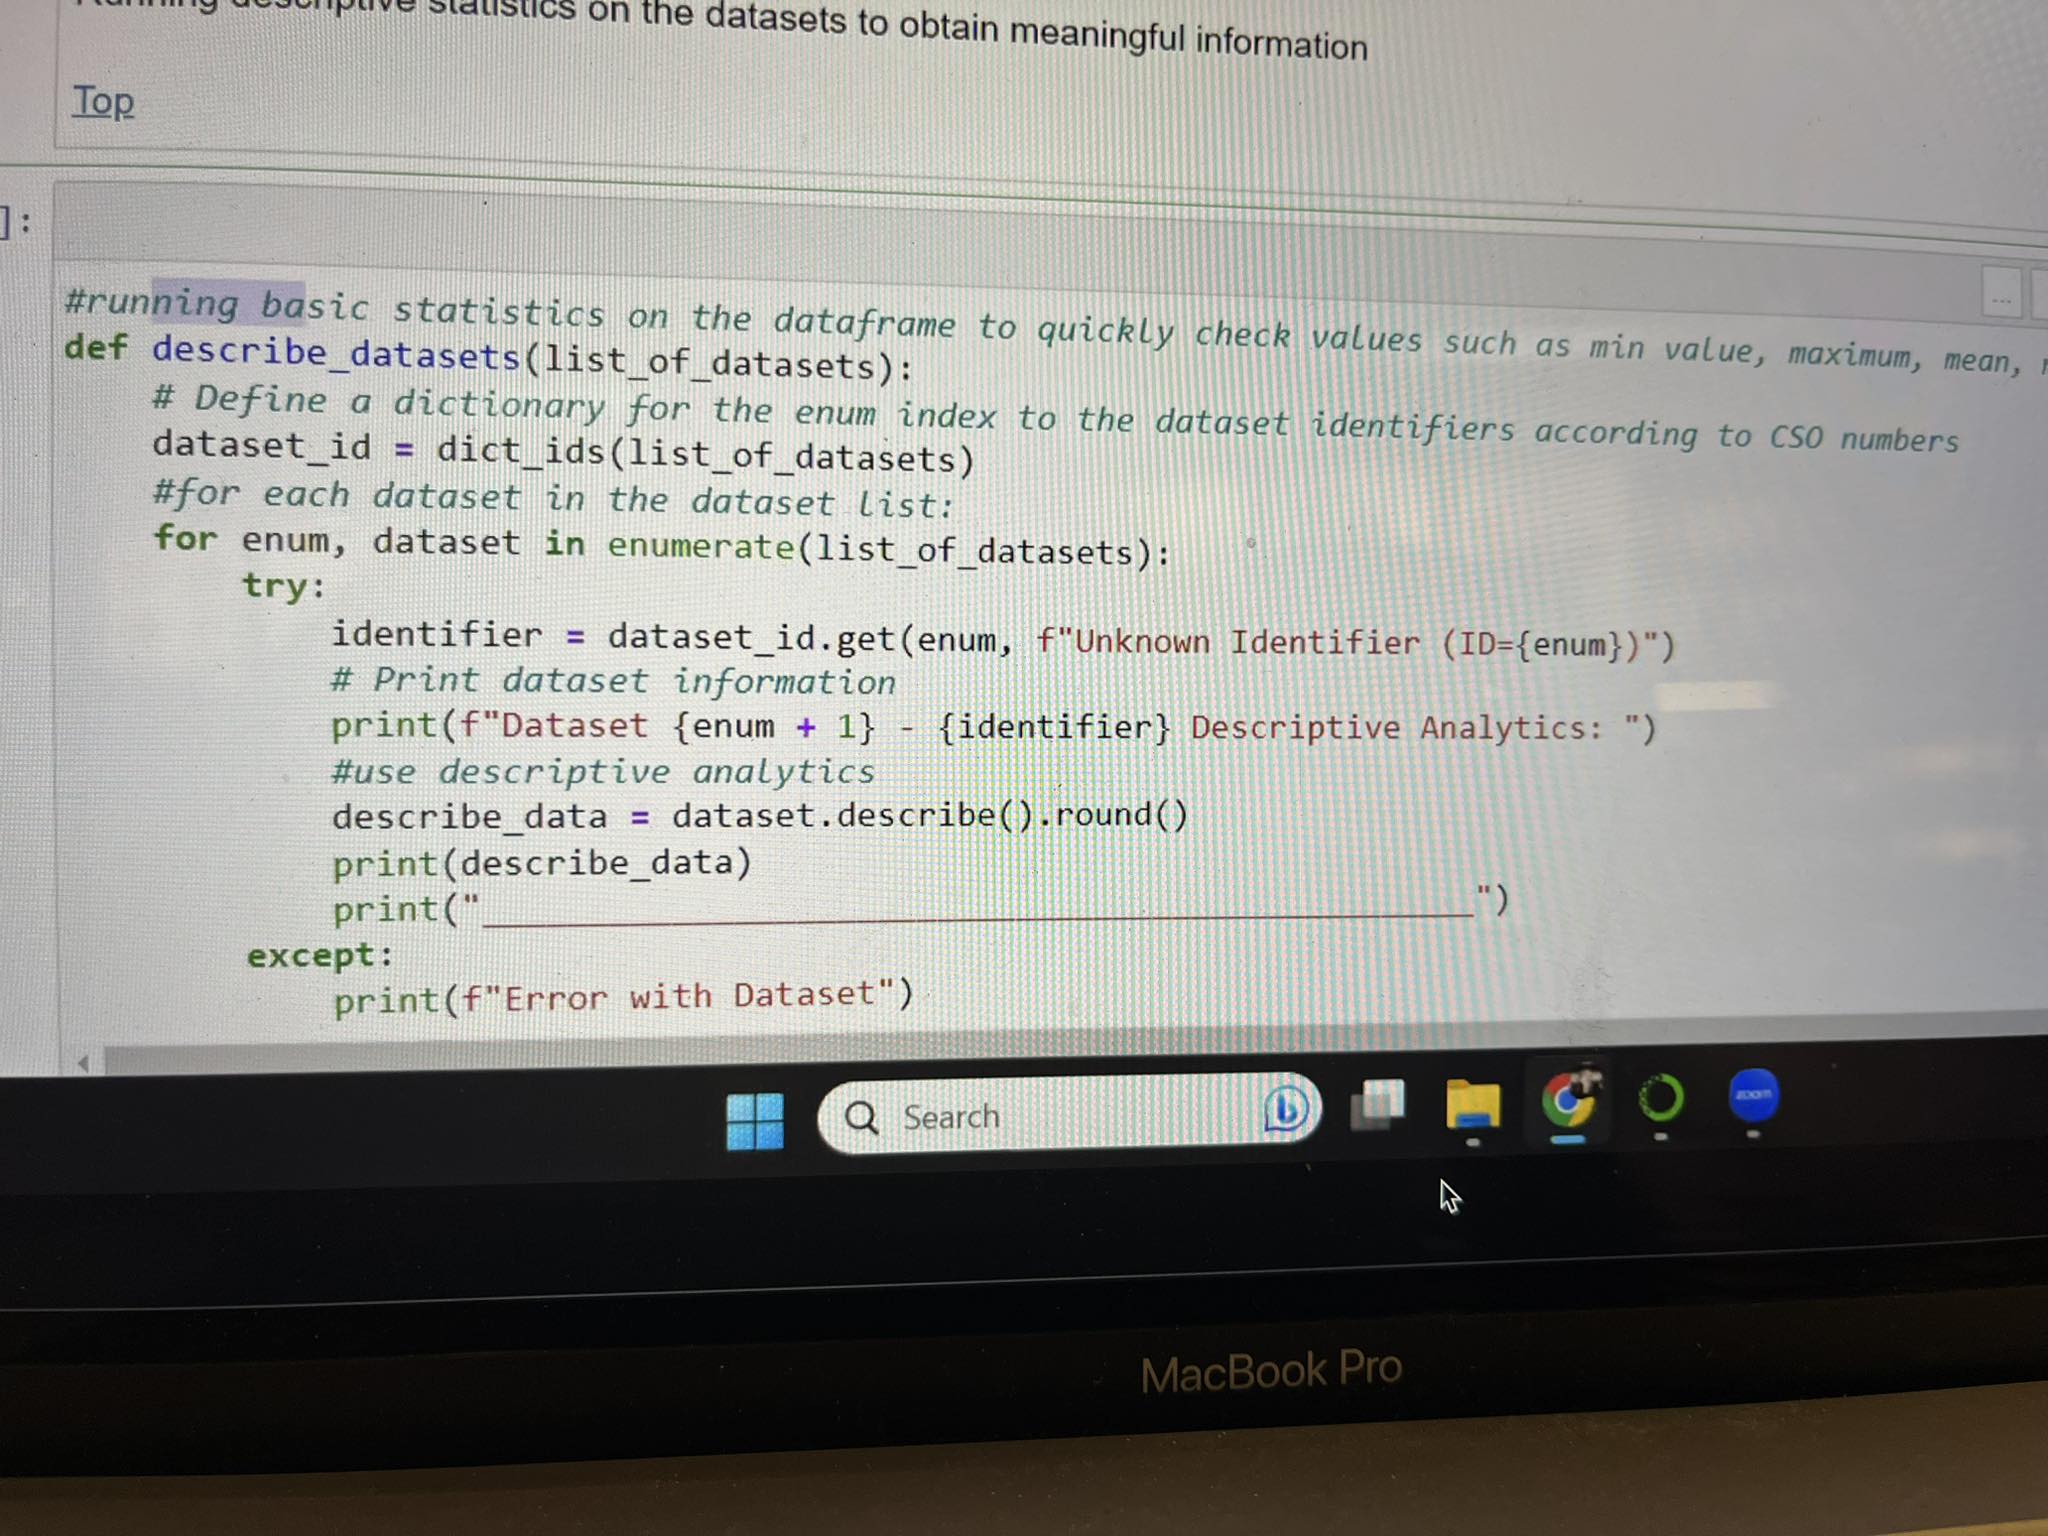 Running descriptive statistics on the datasets to obtain meaningful information
Top
]:
#running basic statistics on the dataframe to quickly check values such as min value, maximum, mean,
def describe_datasets(list_of_datasets):
    # Define a dictionary for the enum index to the dataset identifiers according to CSO numbers
    dataset_id = dict_ids(list_of_datasets)
    #for each dataset in the dataset list:
    for enum, dataset in enumerate(list_of_datasets):
        try:
            identifier = dataset_id.get(enum, f"Unknown Identifier (ID={enum})")
            # Print dataset information
            print(f"Dataset {enum + 1} - {identifier} Descriptive Analytics: ")
            #use descriptive analytics
            describe_data = dataset.describe().round()
            print(describe_data)
            print("_______________________________________________")
        except:
            print(f"Error with Dataset")
Search
zoom
MacBook Pro